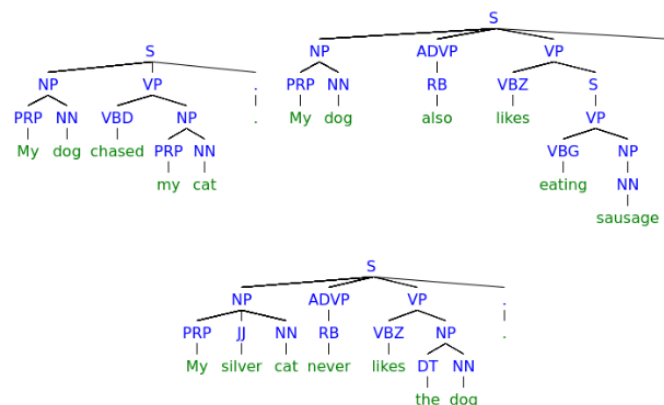 S
NP VP .
PRP NN VBD NP .
My dog chased PRP NN
my cat
S
NP ADVP VP
PRP NN RB VBZ S
My dog also likes VP
VBG NP
eating NN
sausage
S
NP ADVP VP .
PRP JJ NN RB VBZ NP .
My silver cat never likes DT NN
the dog